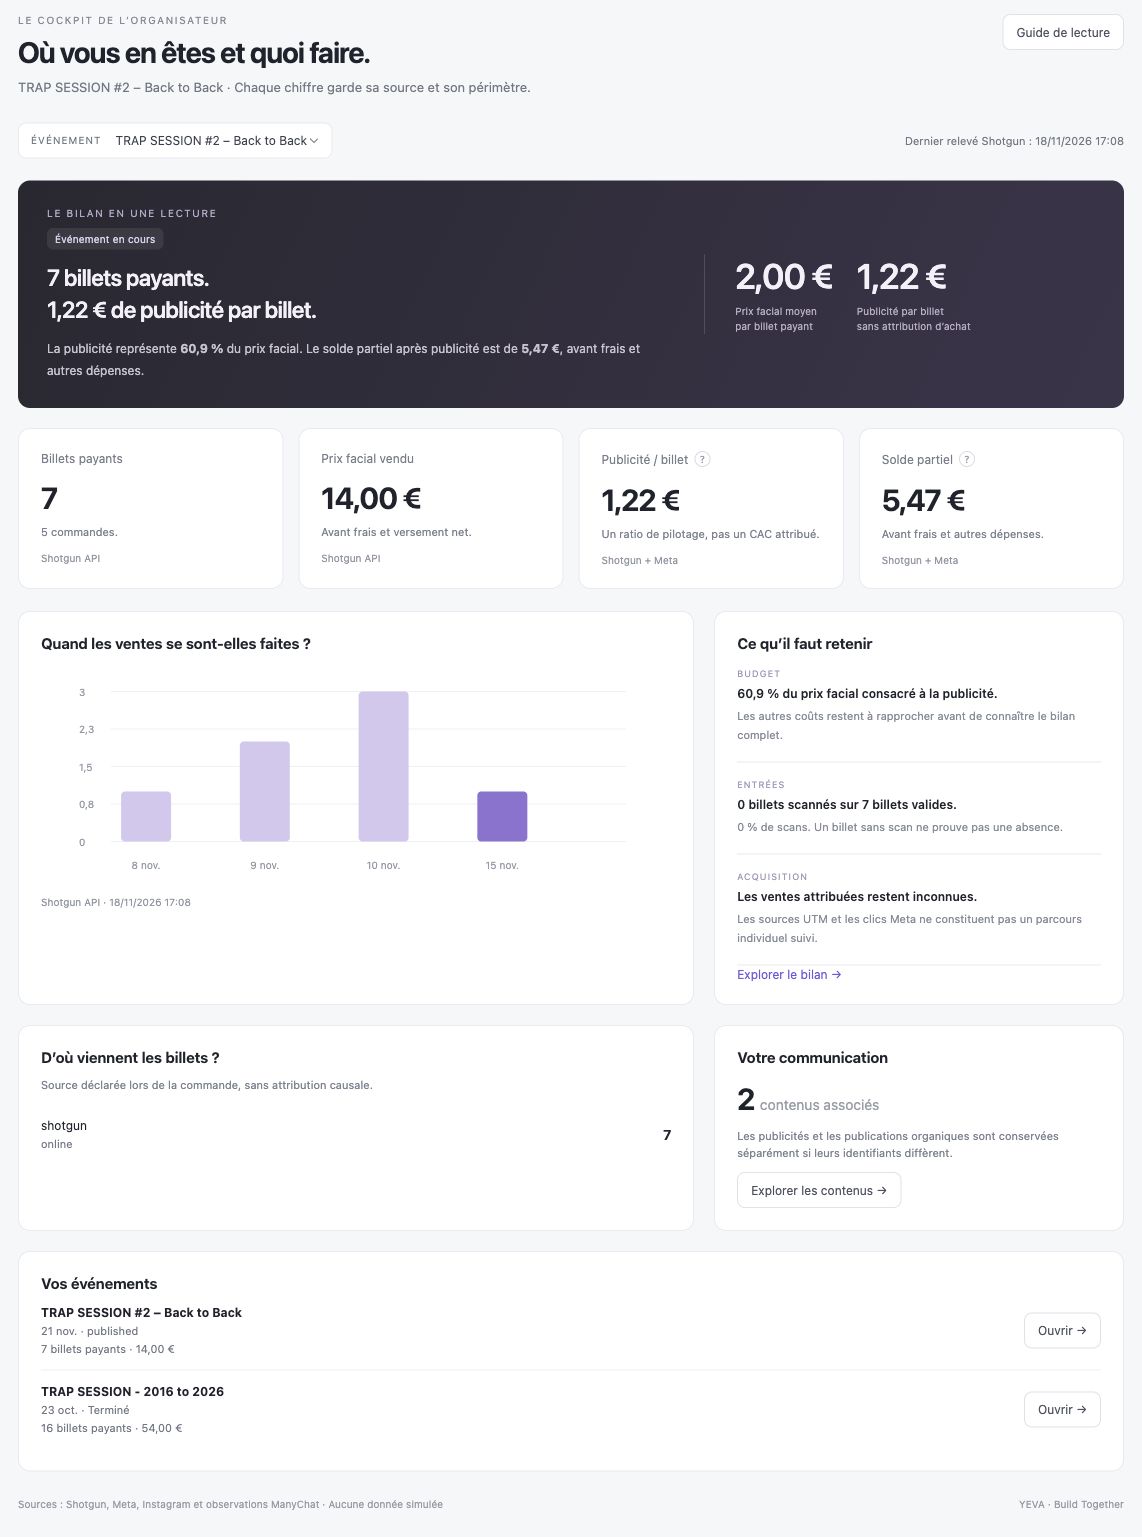 LE COCKPIT DE L'ORGANISATEUR
Où vous en êtes et quoi faire.
TRAP SESSION #2 – Back to Back · Chaque chiffre garde sa source et son périmètre.
Guide de lecture
ÉVÉNEMENT TRAP SESSION #2 – Back to Back
Dernier relevé Shotgun : 18/11/2026 17:08
LE BILAN EN UNE LECTURE
Événement en cours
7 billets payants.
1,22 € de publicité par billet.
La publicité représente 60,9 % du prix facial. Le solde partiel après publicité est de 5,47 €, avant frais et
autres dépenses.
2,00 €
Prix facial moyen
par billet payant
1,22 €
Publicité par billet
sans attribution d'achat
Billets payants
7
5 commandes.
Shotgun API
Prix facial vendu
14,00 €
Avant frais et versement net.
Shotgun API
Publicité / billet ?
1,22 €
Un ratio de pilotage, pas un CAC attribué.
Shotgun + Meta
Solde partiel ?
5,47 €
Avant frais et autres dépenses.
Shotgun + Meta
Quand les ventes se sont-elles faites ?
3
2,3
1,5
0,8
0
8 nov. 9 nov. 10 nov. 15 nov.
Shotgun API · 18/11/2026 17:08
Ce qu’il faut retenir
BUDGET
60,9 % du prix facial consacré à la publicité.
Les autres coûts restent à rapprocher avant de connaître le bilan
complet.
ENTRÉES
0 billets scannés sur 7 billets valides.
0 % de scans. Un billet sans scan ne prouve pas une absence.
ACQUISITION
Les ventes attribuées restent inconnues.
Les sources UTM et les clics Meta ne constituent pas un parcours
individuel suivi.
Explorer le bilan →
D’où viennent les billets ?
Source déclarée lors de la commande, sans attribution causale.
shotgun
online
7
Votre communication
2 contenus associés
Les publicités et les publications organiques sont conservées
séparément si leurs identifiants diffèrent.
Explorer les contenus →
Vos événements
TRAP SESSION #2 – Back to Back
21 nov. · published
7 billets payants · 14,00 €
Ouvrir →
TRAP SESSION - 2016 to 2026
23 oct. · Terminé
16 billets payants · 54,00 €
Ouvrir →
Sources : Shotgun, Meta, Instagram et observations ManyChat · Aucune donnée simulée
YEVA · Build Together